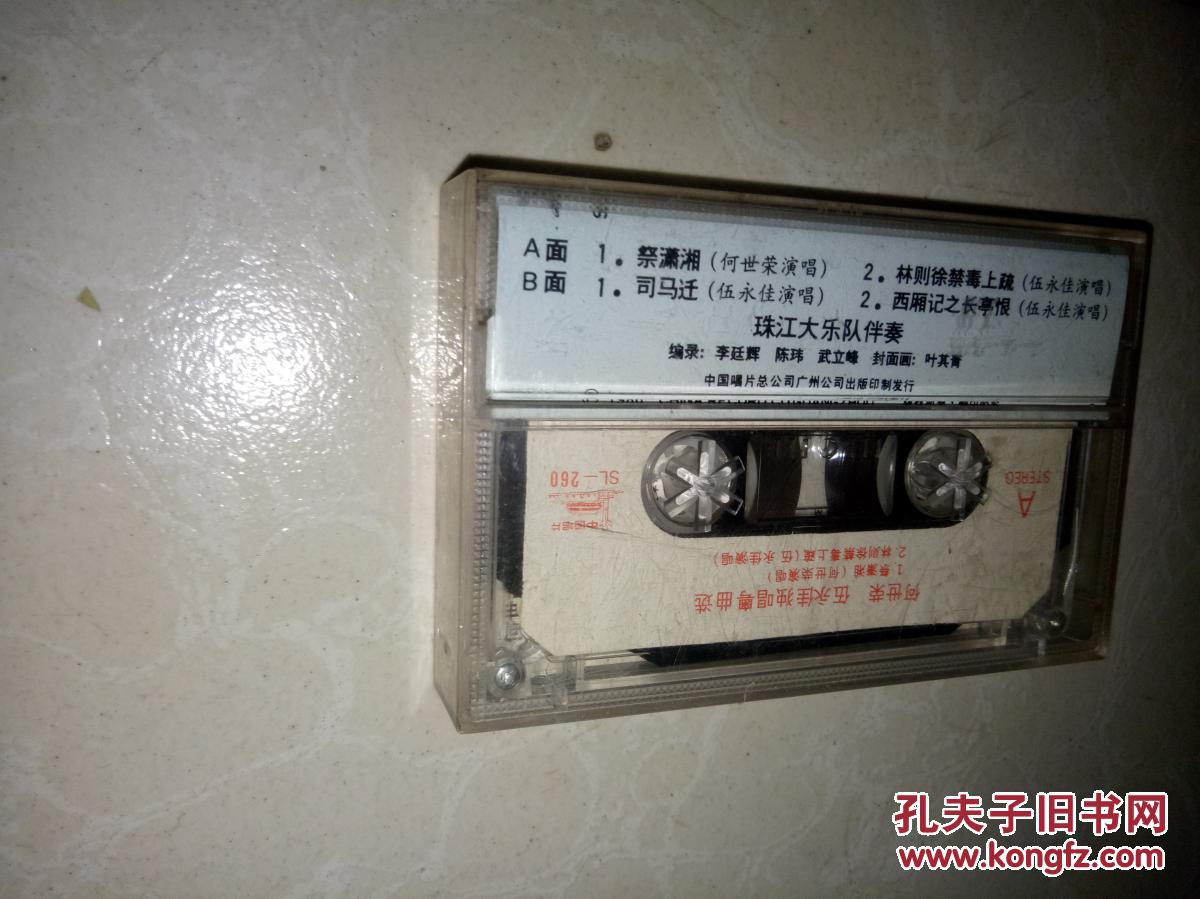 A面 1. 祭潇湘(何世荣演唱) 2. 林则徐禁毒上疏(伍永佳演唱)
B面 1. 司马迁(伍永佳演唱) 2. 西厢记之长亭恨(伍永佳演唱)
珠江大乐队伴奏
编录: 李廷辉 陈玮 武立峰 封面画: 叶其青
中国唱片总公司广州公司出版印制发行
何世荣 伍永佳独唱粤曲选
1.祭潇湘(何世荣演唱)
2.林则徐禁毒上疏(伍永佳演唱)
A
STEREO
SL-260
中国唱片
孔夫子旧书网
www.kongfz.com